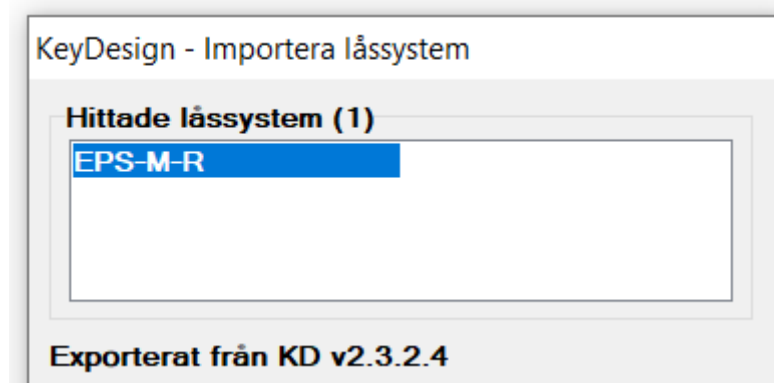 KeyDesign - Importera låssystem
Hittade låssystem (1)
EPS-M-R
Exporterat från KD v2.3.2.4